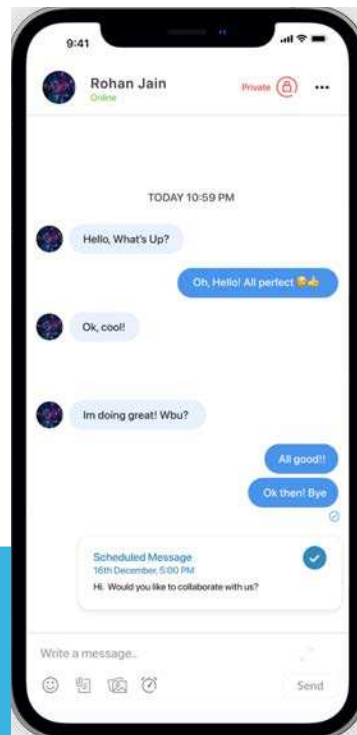 9:41
Rohan Jain
Online
Private
TODAY 10:59 PM
Hello, What's Up?
Oh, Hello! All perfect 😊👍
Ok, cool!
Im doing great! Wbu?
All good!!
Ok then! Bye
Scheduled Message
16th December, 5:00 PM
Hi. Would you like to collaborate with us?
Write a message..
Send